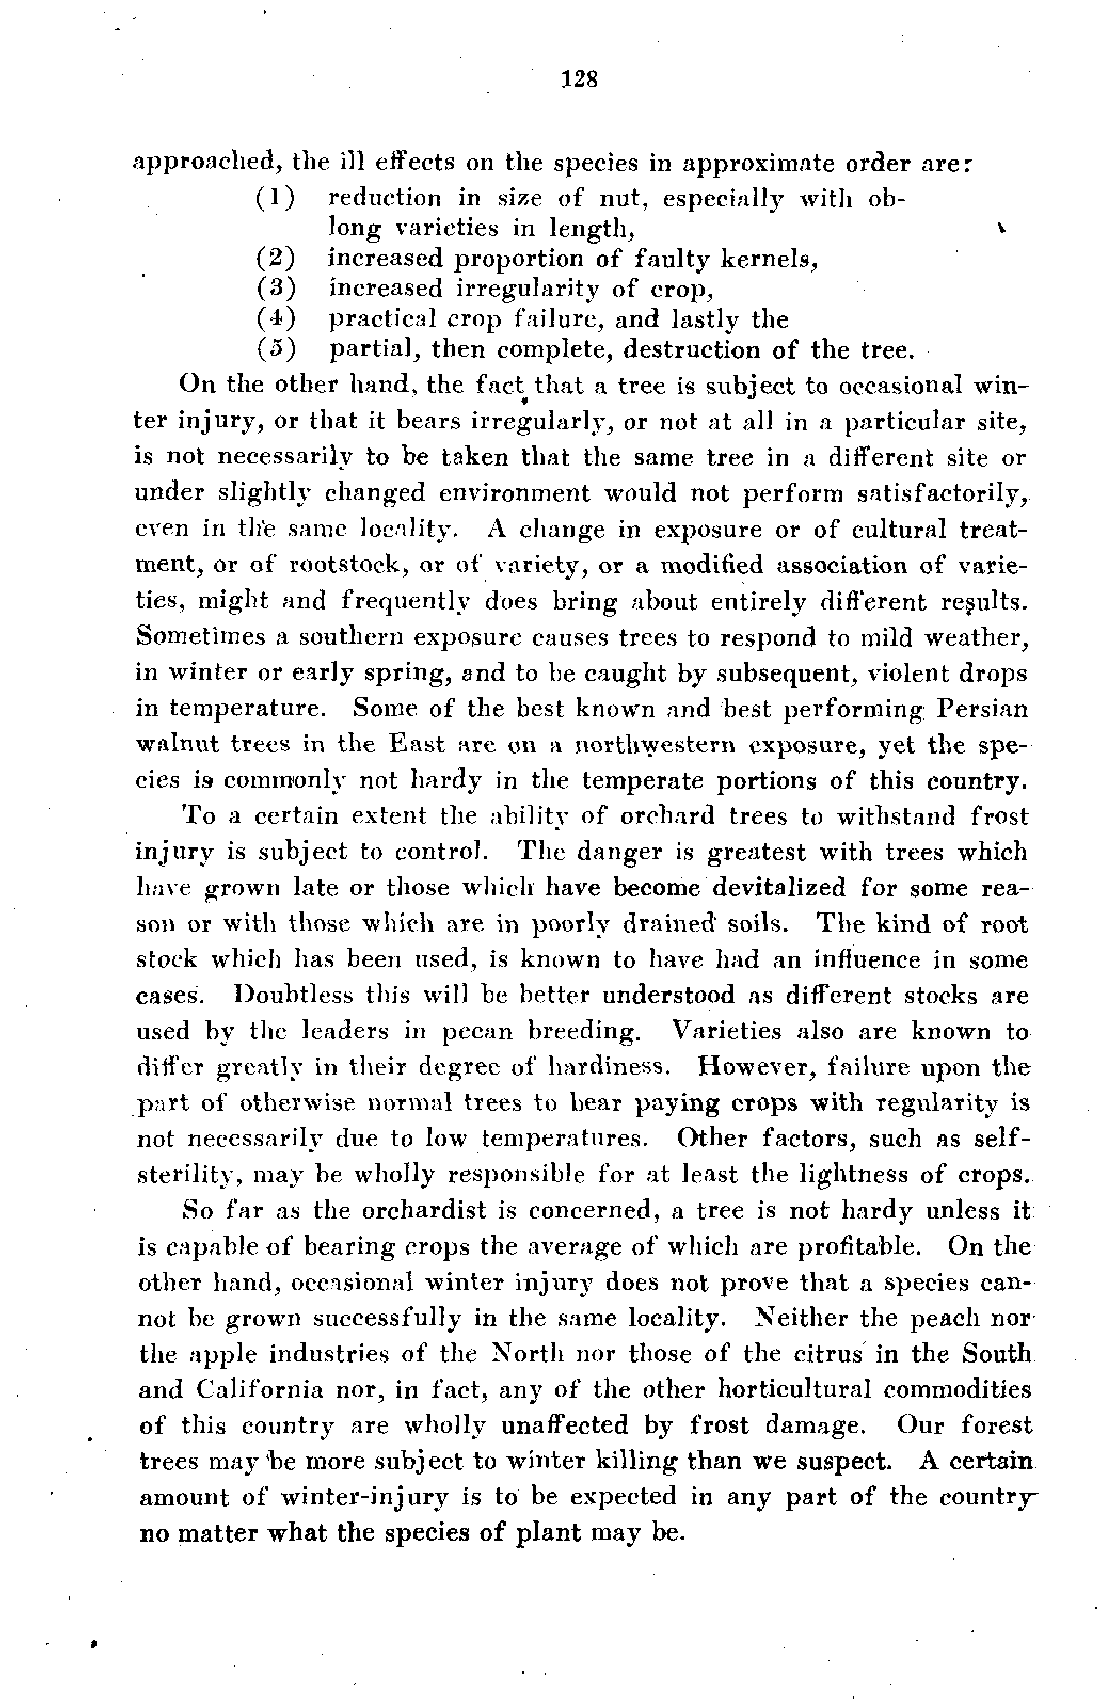 128
approached, the ill effects on the species in approximate order are:
(1) reduction in size of nut, especially with ob-
long varieties in length,
(2) increased proportion of faulty kernels,
(3) increased irregularity of crop,
(4) practical crop failure, and lastly the
(5) partial, then complete, destruction of the tree.
On the other hand, the fact that a tree is subject to occasional win-
ter injury, or that it bears irregularly, or not at all in a particular site,
is not necessarily to be taken that the same tree in a different site or
under slightly changed environment would not perform satisfactorily,
even in the same locality. A change in exposure or of cultural treat-
ment, or of rootstock, or of variety, or a modified association of varie-
ties, might and frequently does bring about entirely different results.
Sometimes a southern exposure causes trees to respond to mild weather,
in winter or early spring, and to be caught by subsequent, violent drops
in temperature. Some of the best known and best performing Persian
walnut trees in the East are on a northwestern exposure, yet the spe-
cies is commonly not hardy in the temperate portions of this country.
To a certain extent the ability of orchard trees to withstand frost
injury is subject to control. The danger is greatest with trees which
have grown late or those which have become devitalized for some rea-
son or with those which are in poorly drained soils. The kind of root
stock which has been used, is known to have had an influence in some
cases. Doubtless this will be better understood as different stocks are
used by the leaders in pecan breeding. Varieties also are known to
differ greatly in their degree of hardiness. However, failure upon the
part of otherwise normal trees to bear paying crops with regularity is
not necessarily due to low temperatures. Other factors, such as self-
sterility, may be wholly responsible for at least the lightness of crops.
So far as the orchardist is concerned, a tree is not hardy unless it
is capable of bearing crops the average of which are profitable. On the
other hand, occasional winter injury does not prove that a species can-
not be grown successfully in the same locality. Neither the peach nor
the apple industries of the North nor those of the citrus in the South
and California nor, in fact, any of the other horticultural commodities
of this country are wholly unaffected by frost damage. Our forest
trees may be more subject to winter killing than we suspect. A certain
amount of winter-injury is to be expected in any part of the country
no matter what the species of plant may be.